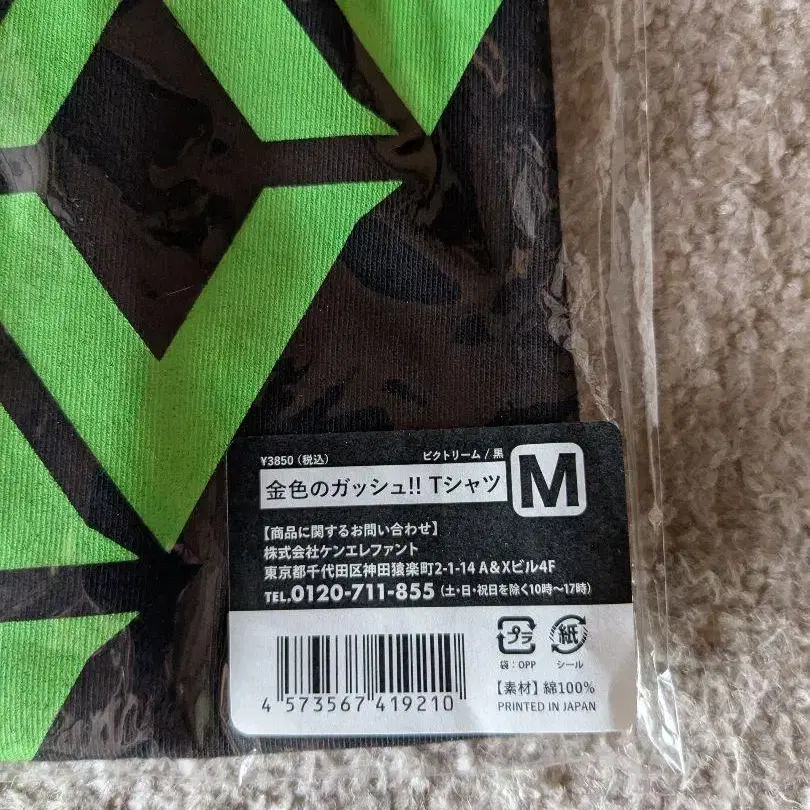 ¥3850（税込） ビクトリーム / 黒
金色のガッシュ!! Tシャツ M
【商品に関するお問い合わせ】
株式会社ケンエレファント
東京都千代田区神田猿楽町2-1-14 A&Xビル4F
TEL.0120-711-855（土・日・祝日を除く10時〜17時）
プラ 紙
袋：OPP シール
4 573567 419210
【素材】綿100%
PRINTED IN JAPAN